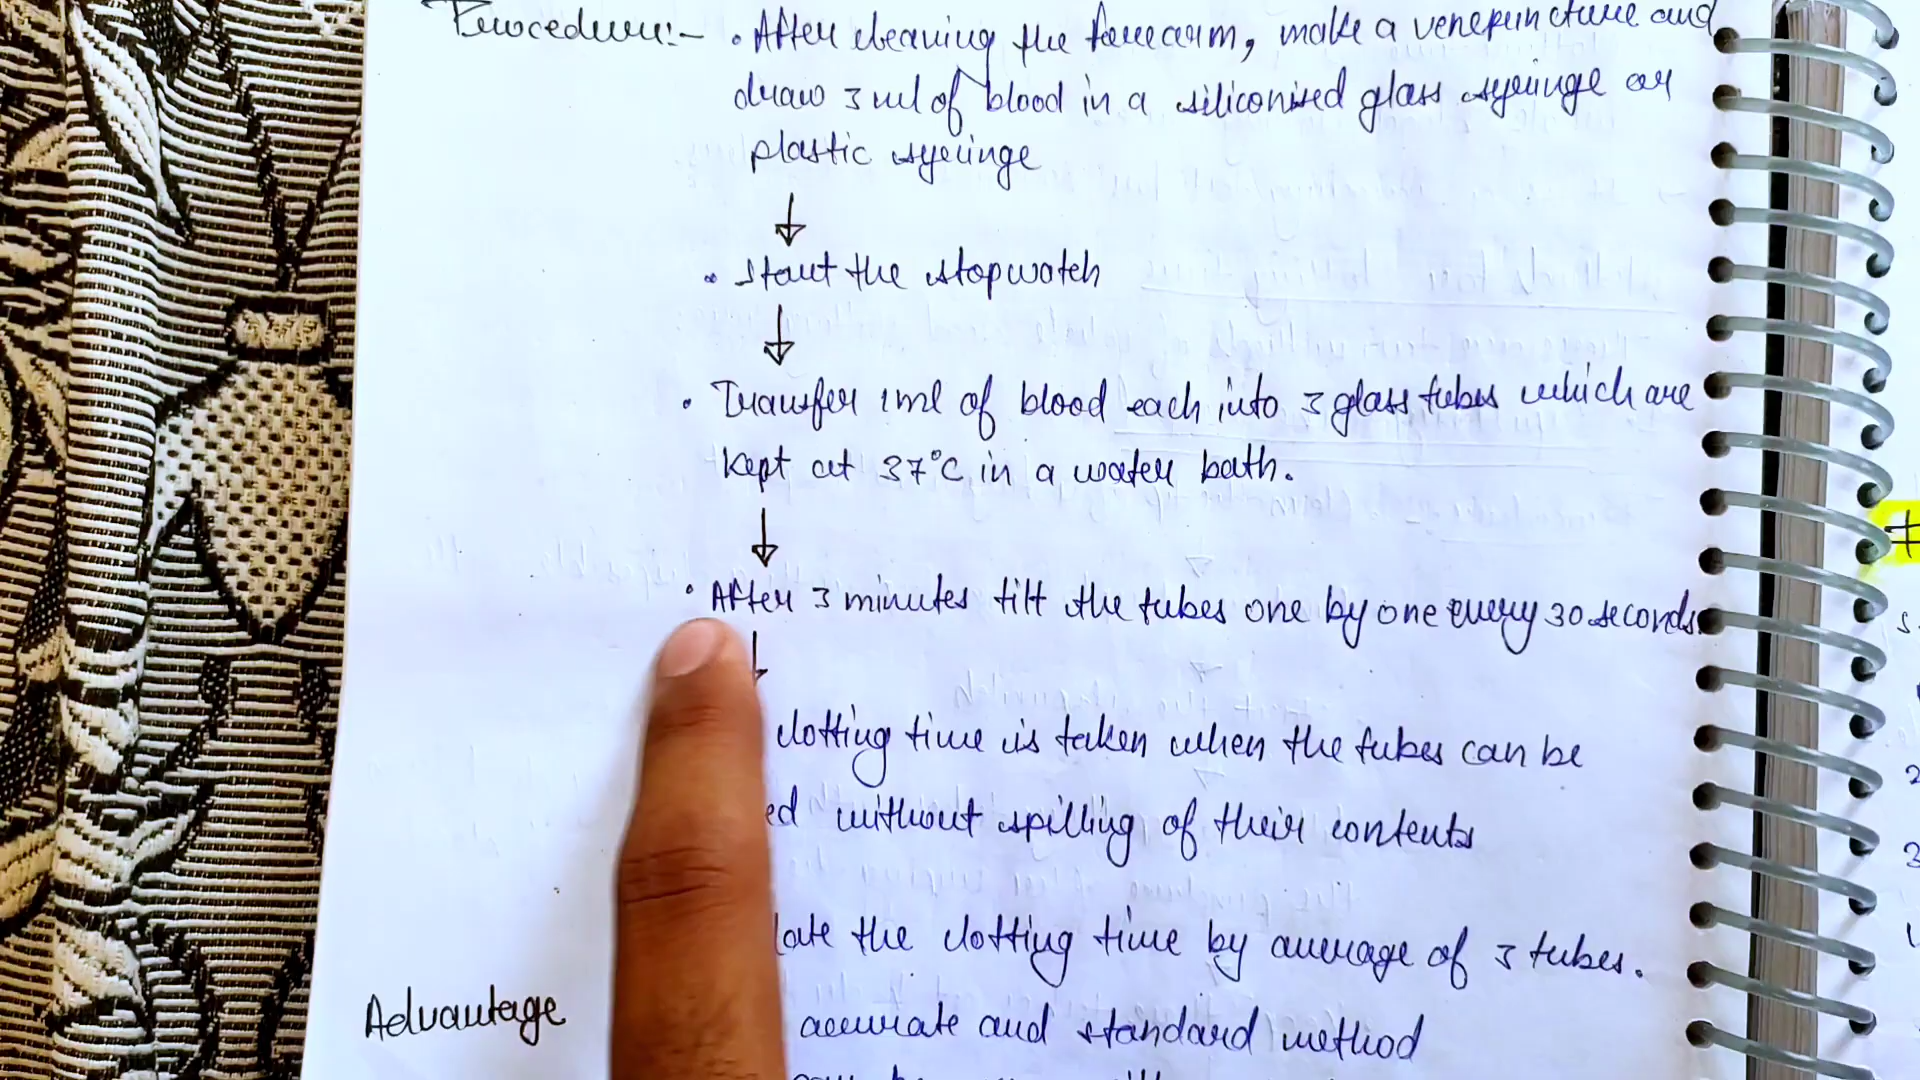 Procedure:- • After cleaning the forearm, make a venepuncture and
draw 3 ml of blood in a siliconised glass syringe or
plastic syringe
• Start the stopwatch
• Transfer 1ml of blood each into 3 glass tubes which are
kept at 37°C in a water bath.
• After 3 minutes tilt the tubes one by one every 30 seconds.
clotting time is taken when the tubes can be
ed without spilling of their contents
late the clotting time by average of 3 tubes.
Advantage accurate and standard method